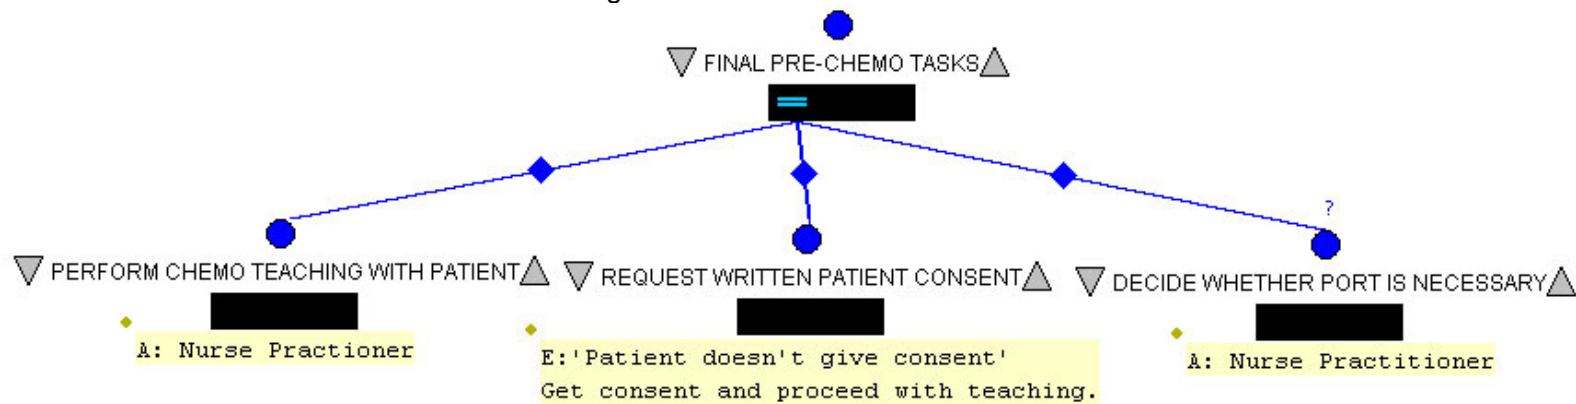 FINAL PRE-CHEMO TASKS
?
PERFORM CHEMO TEACHING WITH PATIENT
REQUEST WRITTEN PATIENT CONSENT
DECIDE WHETHER PORT IS NECESSARY
A: Nurse Practioner
E:'Patient doesn't give consent'
Get consent and proceed with teaching.
A: Nurse Practitioner